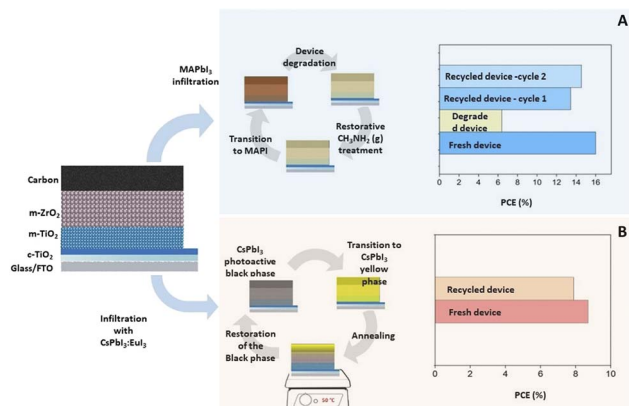 A
MAPbI₃
infiltration
Device
degradation
Transition
to MAPI
Restorative
CH₃NH₂ (g)
treatment
Recycled device -cycle 2
Recycled device - cycle 1
Degrade
d device
Fresh device
0 2 4 6 8 10 12 14 16
PCE (%)
Carbon
m-ZrO₂
m-TiO₂
c-TiO₂
Glass/FTO
Infiltration
with
CsPbI₃:EuI₃
B
CsPbI₃
photoactive
black phase
Transition to
CsPbI₃
yellow
phase
Restoration
of the
Black phase
Annealing
50 °C
Recycled device
Fresh device
0 2 4 6 8 10
PCE (%)